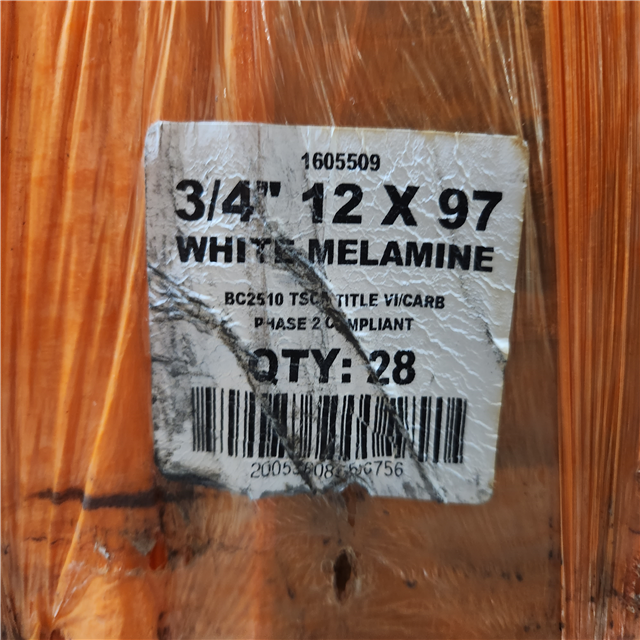 1605509
3/4" 12 X 97
WHITE MELAMINE
BC2510 TSCA TITLE VI/CARB
PHASE 2 COMPLIANT
QTY: 28